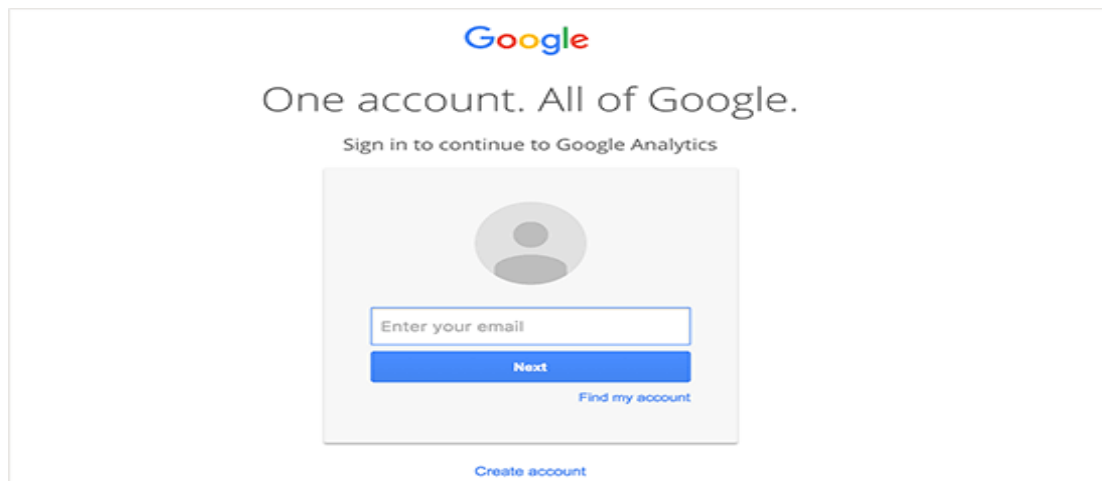 Google
One account. All of Google.
Sign in to continue to Google Analytics
Enter your email
Next
Find my account
Create account